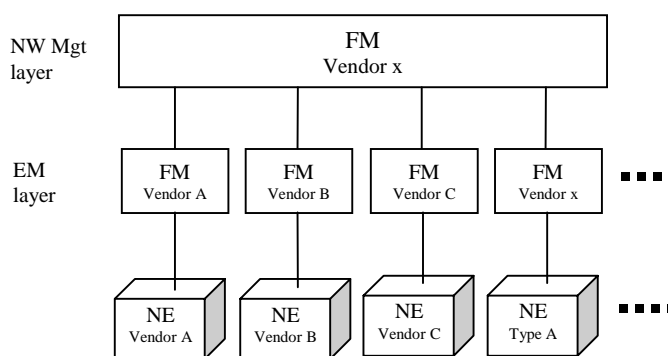 NW Mgt
layer
FM
Vendor x
EM
layer
FM
Vendor A
FM
Vendor B
FM
Vendor C
FM
Vendor x
NE
Vendor A
NE
Vendor B
NE
Vendor C
NE
Type A